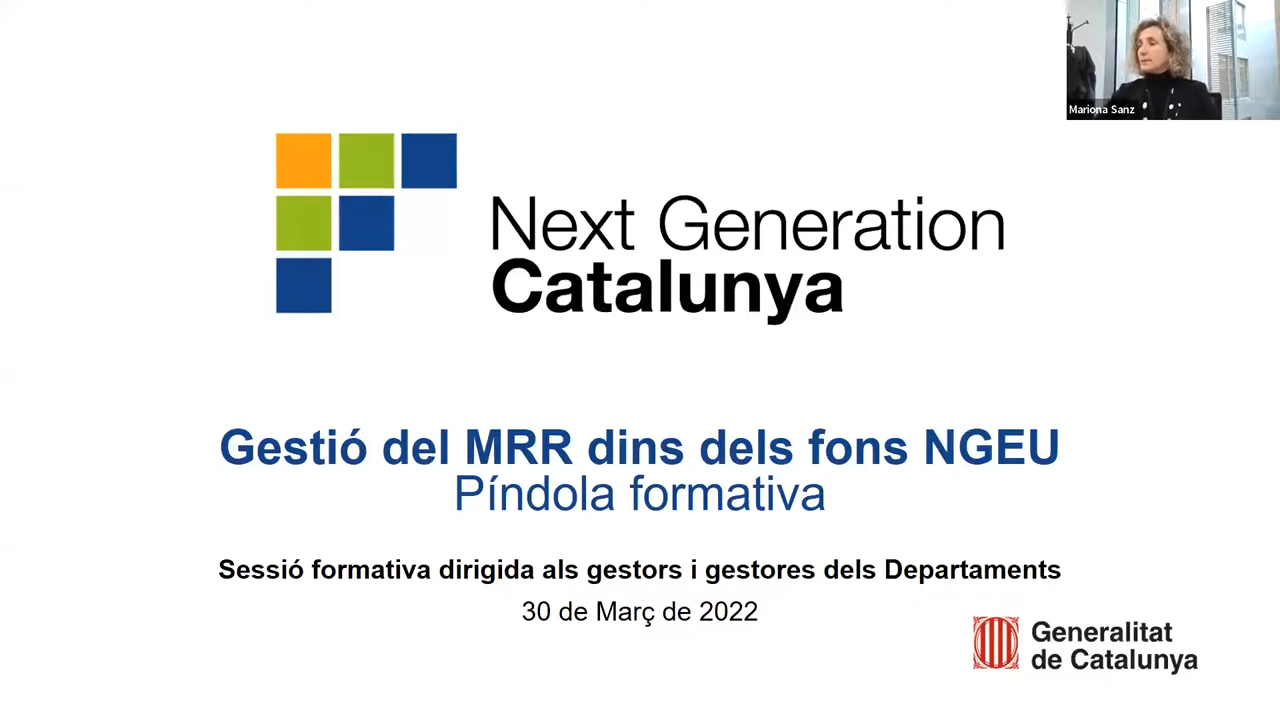 Mariona Sanz
Next Generation
Catalunya
Gestió del MRR dins dels fons NGEU
Píndola formativa
Sessió formativa dirigida als gestors i gestores dels Departaments
30 de Març de 2022
Generalitat
de Catalunya